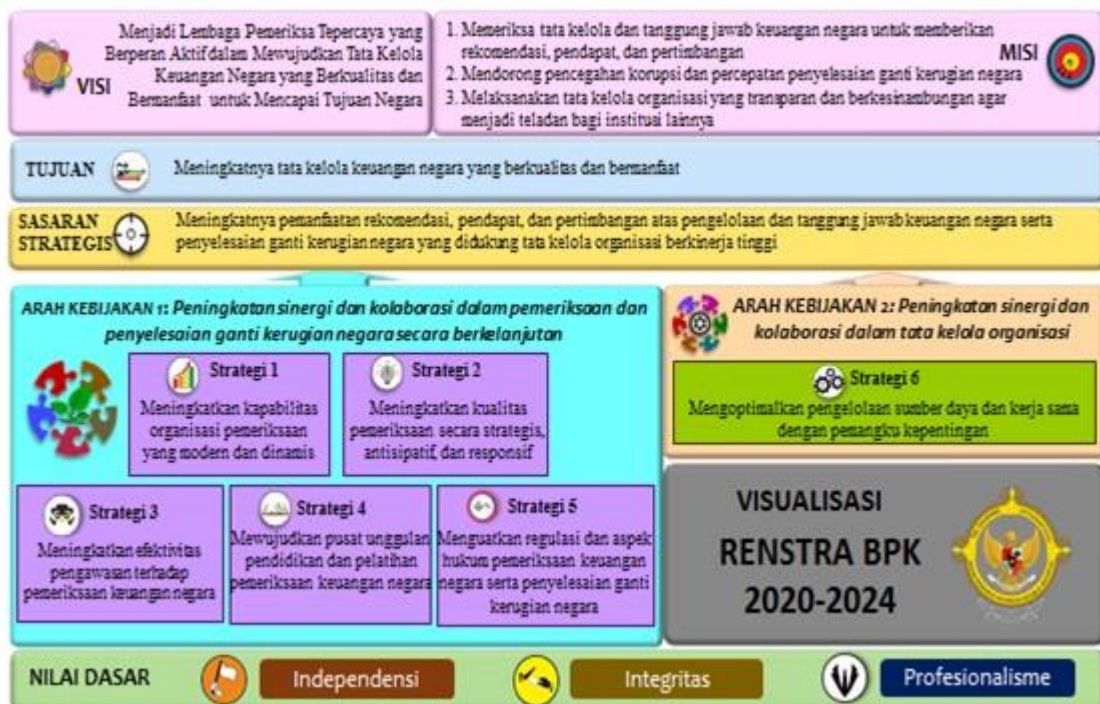 VISI
Menjadi Lembaga Pemeriksa Tepercaya yang
Berperan Aktif dalam Mewujudkan Tata Kelola
Keuangan Negara yang Berkualitas dan
Bermanfaat untuk Mencapai Tujuan Negara
MISI
1. Memeriksa tata kelola dan tanggung jawab keuangan negara untuk memberikan
rekomendasi, pendapat, dan pertimbangan
2. Mendorong pencegahan korupsi dan percepatan penyelesaian ganti kerugian negara
3. Melaksanakan tata kelola organisasi yang transparan dan berkesinambungan agar
menjadi teladan bagi institusi lainnya
TUJUAN
Meningkatnya tata kelola keuangan negara yang berkualitas dan bermanfaat
SASARAN
STRATEGIS
Meningkatnya pemanfaatan rekomendasi, pendapat, dan pertimbangan atas pengelolaan dan tanggung jawab keuangan negara serta
penyelesaian ganti kerugian negara yang didukung tata kelola organisasi berkinerja tinggi
ARAH KEBIJAKAN 1: Peningkatan sinergi dan kolaborasi dalam pemeriksaan dan
penyelesaian ganti kerugian negara secara berkelanjutan
Strategi 1
Meningkatkan kapabilitas
organisasi pemeriksaan
yang modern dan dinamis
Strategi 2
Meningkatkan kualitas
pemeriksaan secara strategis,
antisipatif, dan responsif
Strategi 3
Meningkatkan efektivitas
pengawasan terhadap
pemeriksaan keuangan negara
Strategi 4
Mewujudkan pusat unggulan
pendidikan dan pelatihan
pemeriksaan keuangan negara
Strategi 5
Menguatkan regulasi dan aspek
hukum pemeriksaan keuangan
negara serta penyelesaian ganti
kerugian negara
ARAH KEBIJAKAN 2: Peningkatan sinergi dan
kolaborasi dalam tata kelola organisasi
Strategi 6
Mengoptimalkan pengelolaan sumber daya dan kerja sama
dengan pemangku kepentingan
VISUALISASI
RENSTRA BPK
2020-2024
NILAI DASAR
Independensi
Integritas
Profesionalisme